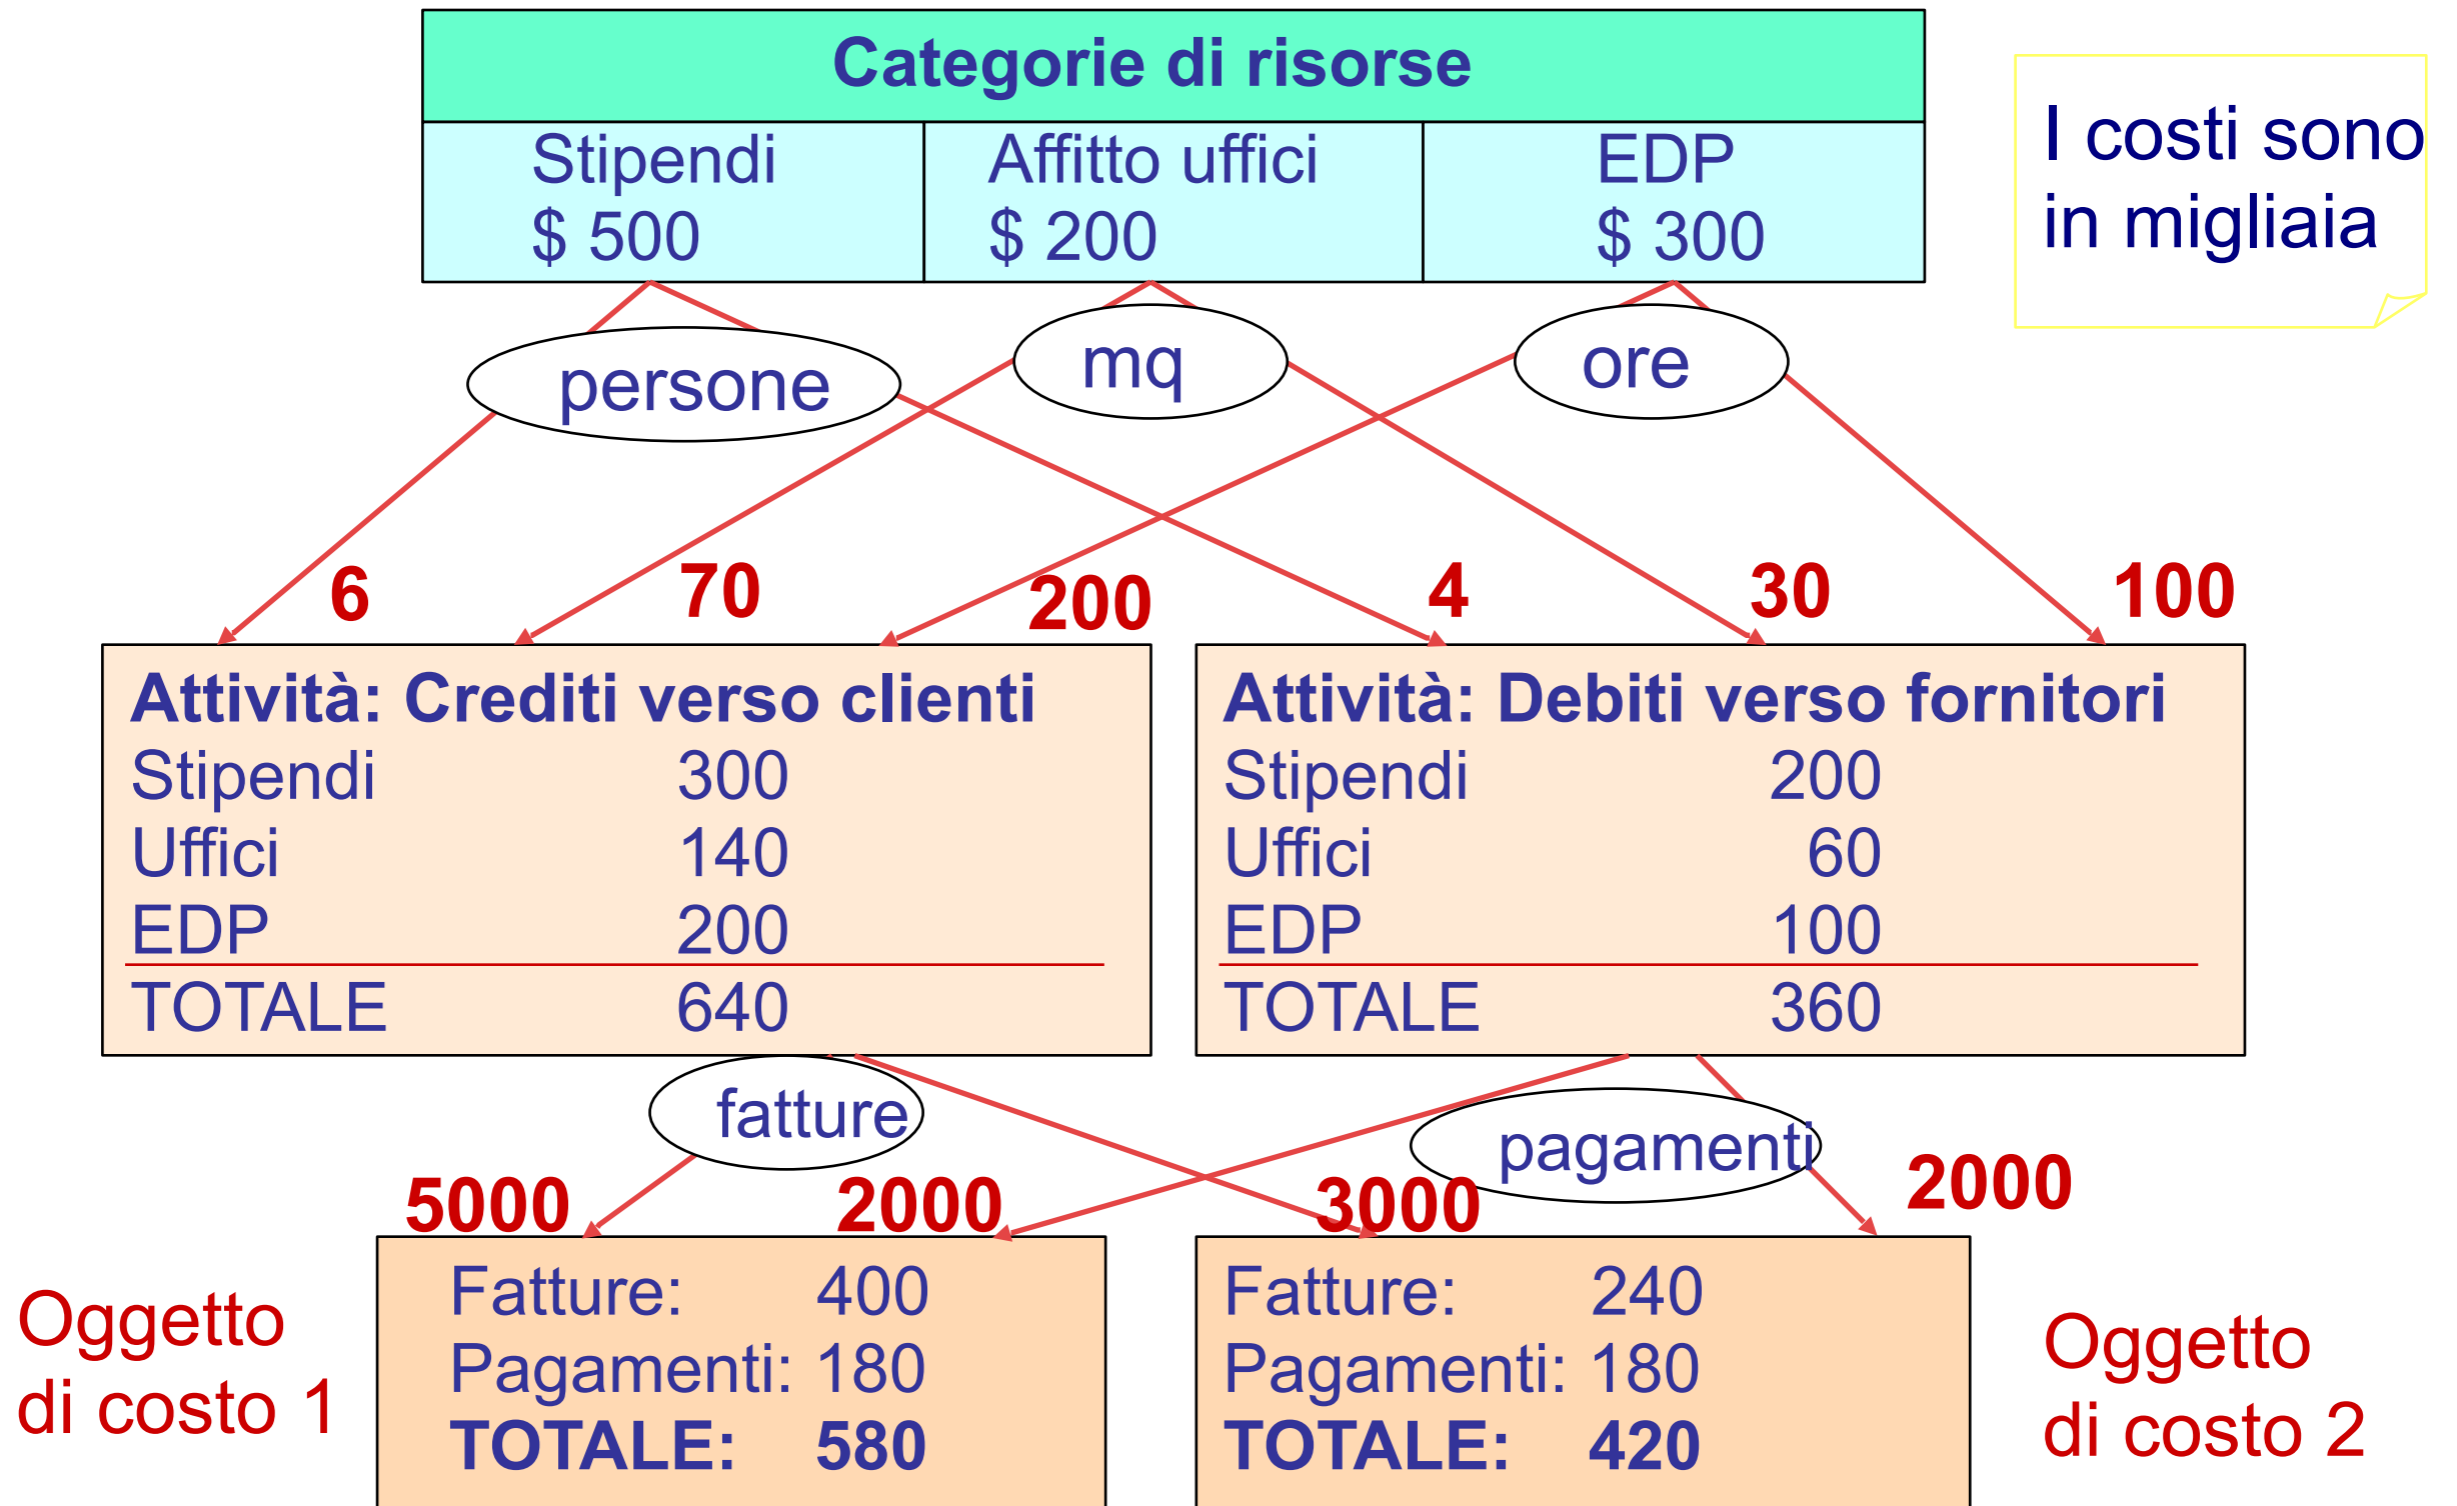 Categorie di risorse
Stipendi Affitto uffici EDP
$ 500 $ 200 $ 300
I costi sono
in migliaia
persone mq ore
6 70 200 4 30 100
Attività: Crediti verso clienti
Stipendi 300
Uffici 140
EDP 200
TOTALE 640
Attività: Debiti verso fornitori
Stipendi 200
Uffici 60
EDP 100
TOTALE 360
fatture pagamenti
5000 2000 3000 2000
Oggetto
di costo 1
Fatture: 400
Pagamenti: 180
TOTALE: 580
Fatture: 240
Pagamenti: 180
TOTALE: 420
Oggetto
di costo 2